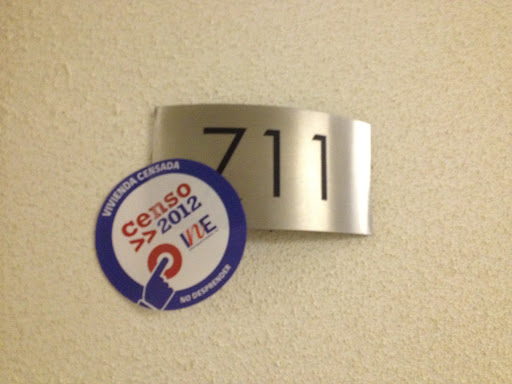 711
VIVIENDA CENSADA
censo
>> 2012
INE
NO DESPRENDER